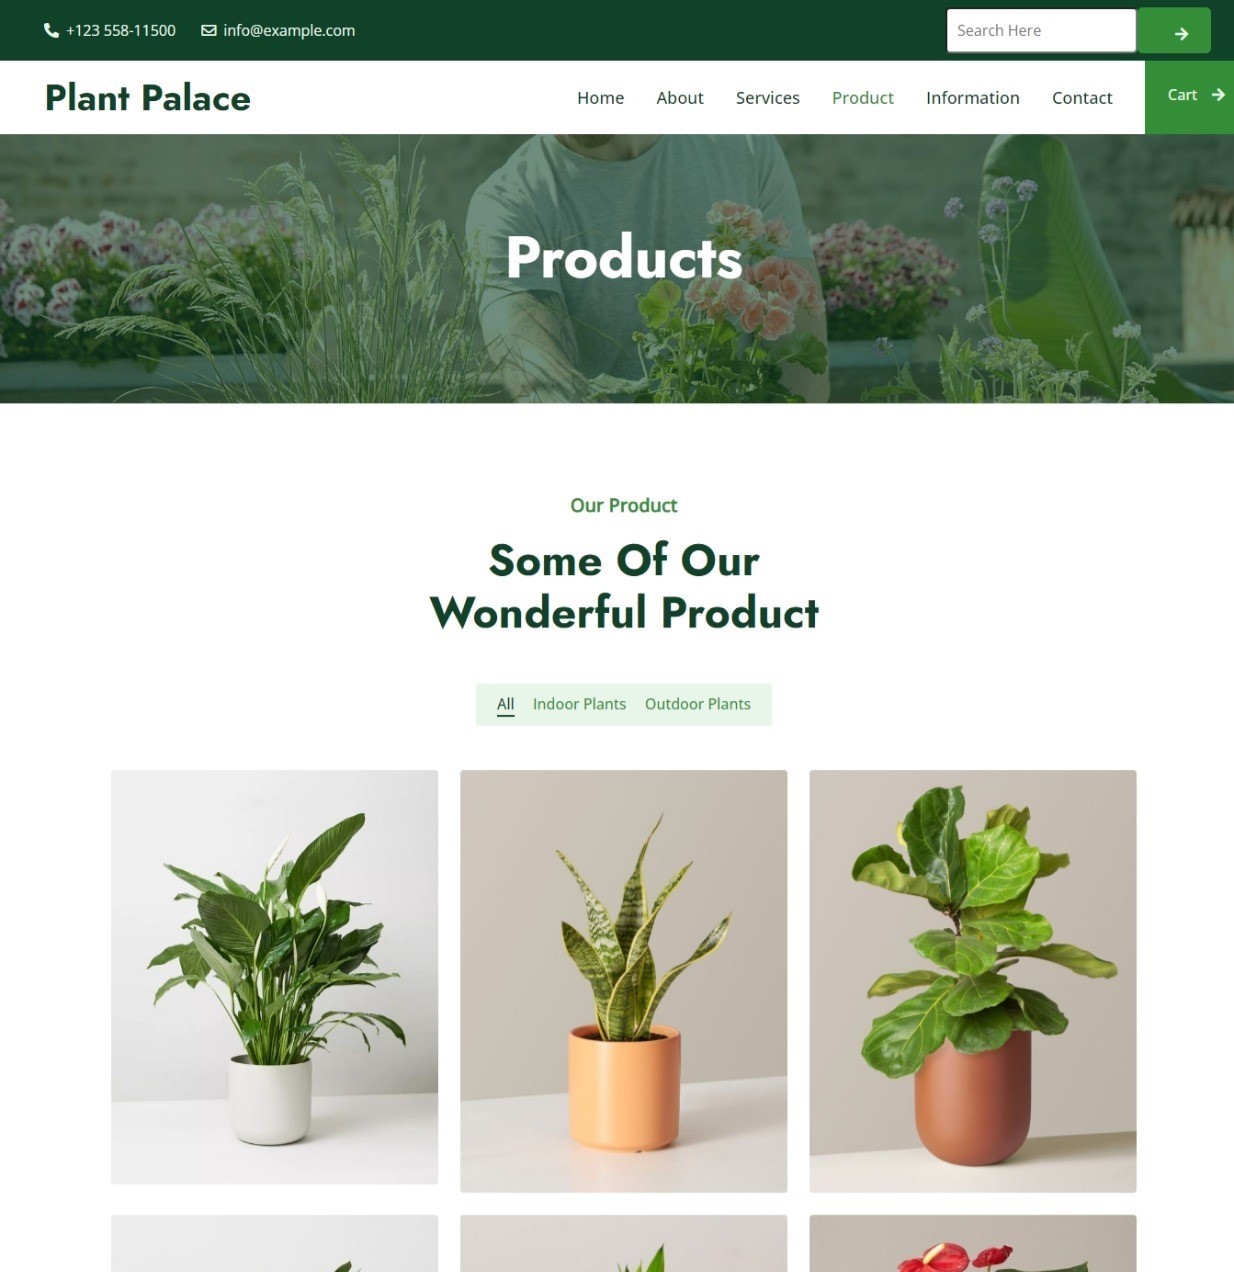 +123 558-11500
info@example.com
Search Here
Plant Palace
Home
About
Services
Product
Information
Contact
Cart
Products
Our Product
Some Of Our
Wonderful Product
All
Indoor Plants
Outdoor Plants